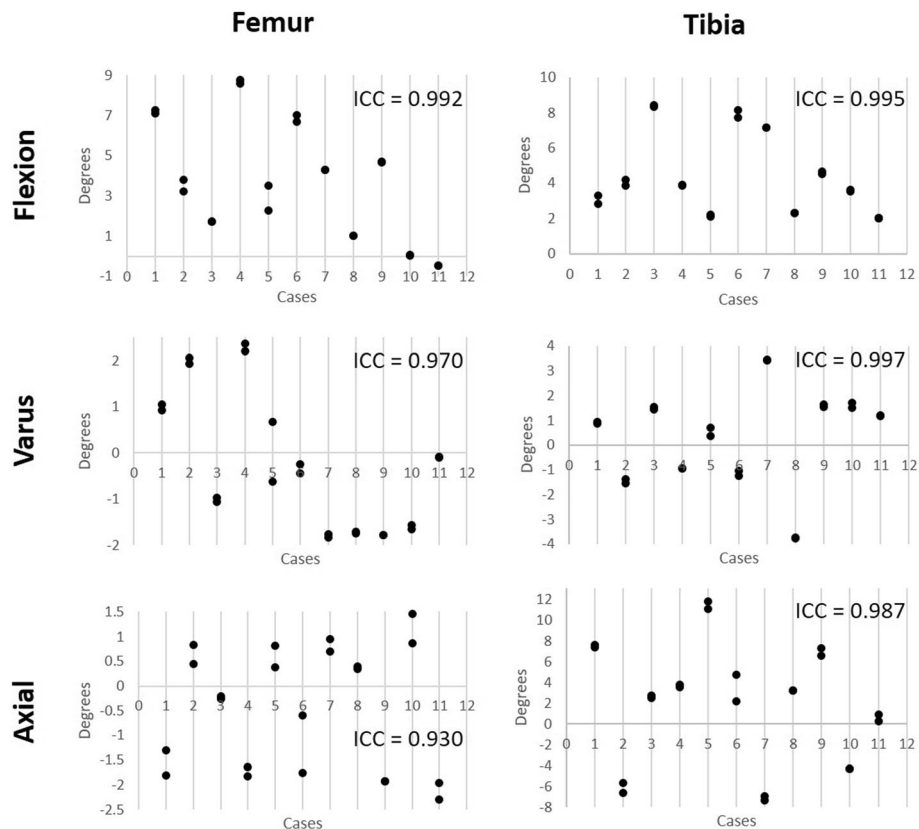 Femur
Tibia
Flexion
Degrees
9
7
5
3
1
-1
ICC = 0.992
0 1 2 3 4 5 6 7 8 9 10 11 12
Cases
Degrees
10
8
6
4
2
0
ICC = 0.995
0 1 2 3 4 5 6 7 8 9 10 11 12
Cases
Varus
Degrees
2
1
0
-1
-2
ICC = 0.970
0 1 2 3 4 5 6 7 8 9 10 11 12
Cases
Degrees
4
3
2
1
0
-1
-2
-3
-4
ICC = 0.997
0 1 2 3 4 5 6 7 8 9 10 11 12
Cases
Axial
Degrees
1.5
1
0.5
0
-0.5
-1
-1.5
-2
-2.5
0 1 2 3 4 5 6 7 8 9 10 11 12
ICC = 0.930
Cases
Degrees
12
10
8
6
4
2
0
-2
-4
-6
-8
ICC = 0.987
0 1 2 3 4 5 6 7 8 9 10 11 12
Cases